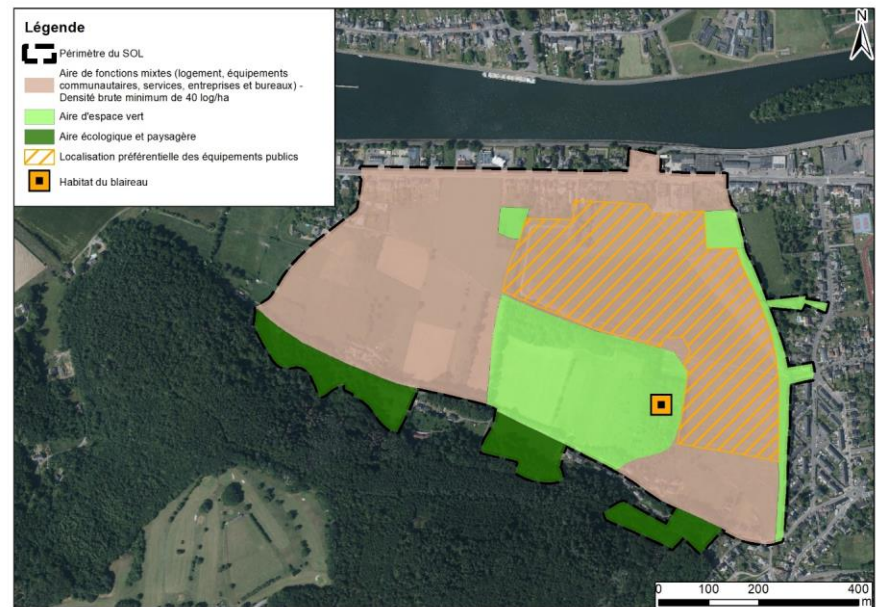 Légende
Périmètre du SOL
Aire de fonctions mixtes (logement, équipements
communautaires, services, entreprises et bureaux) -
Densité brute minimum de 40 log/ha
Aire d'espace vert
Aire écologique et paysagère
Localisation préférentielle des équipements publics
Habitat du blaireau
N
0 100 200 400
m